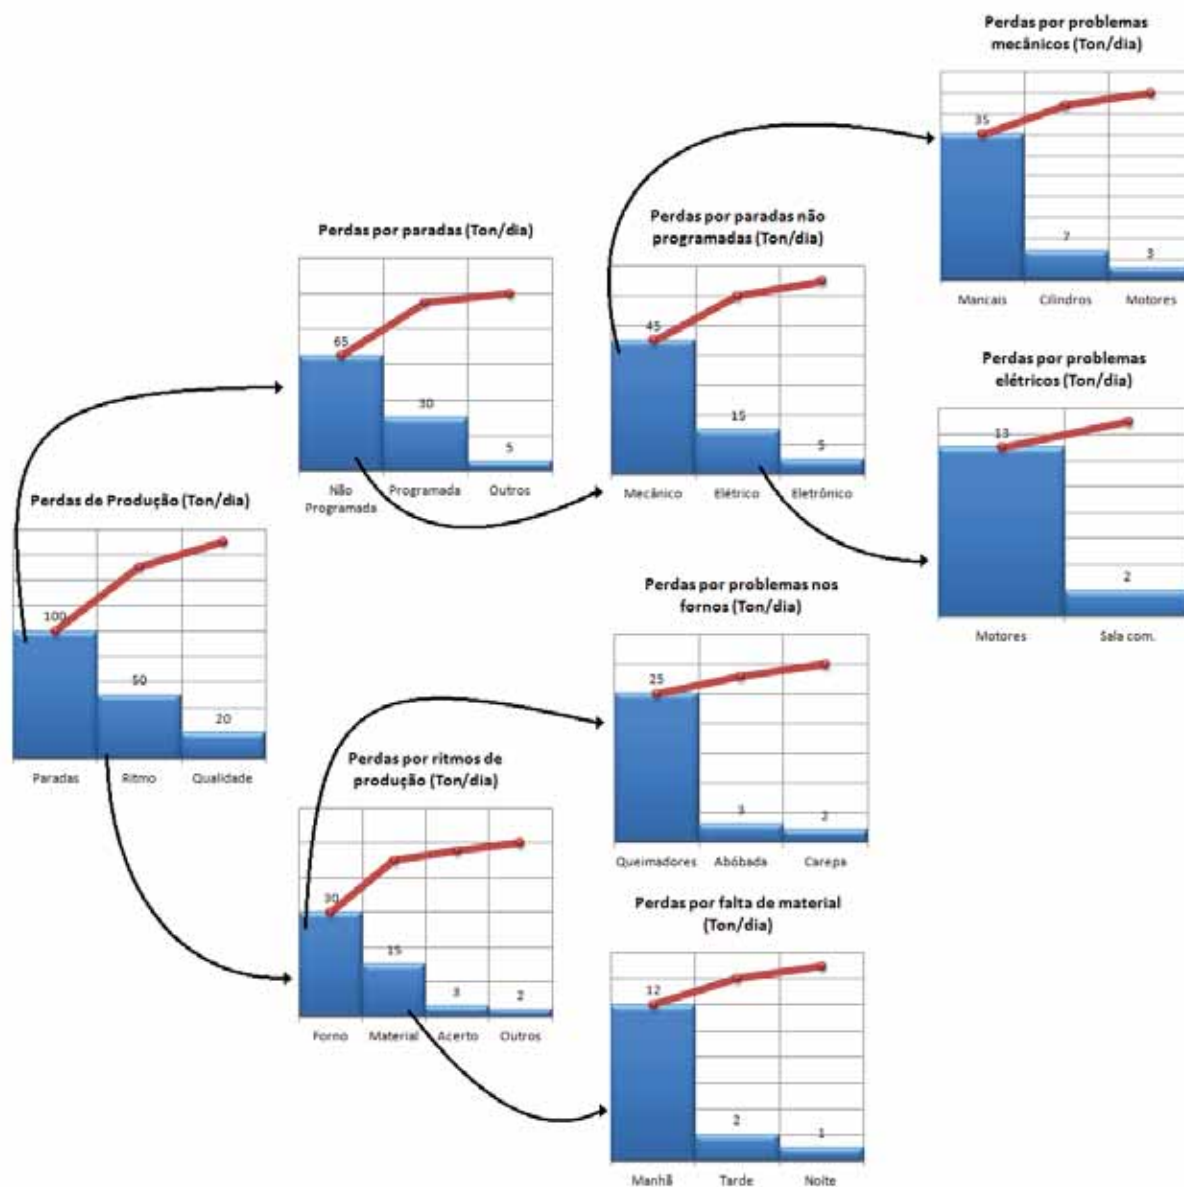 Perdas de Produção (Ton/dia)
100
50
20
Paradas Ritmo Qualidade
Perdas por paradas (Ton/dia)
65
30
5
Não Programada Outros
Programada
Perdas por ritmos de
produção (Ton/dia)
30
15
3
2
Forno Material Acerto Outros
Perdas por paradas não
programadas (Ton/dia)
45
15
5
Mecânico Elétrico Eletrônico
Perdas por problemas nos
fornos (Ton/dia)
25
3
2
Queimadores Abóbada Carepa
Perdas por falta de material
(Ton/dia)
12
2
1
Manhã Tarde Noite
Perdas por problemas
mecânicos (Ton/dia)
35
7
3
Mancais Cilindros Motores
Perdas por problemas
elétricos (Ton/dia)
13
2
Motores Sala com.